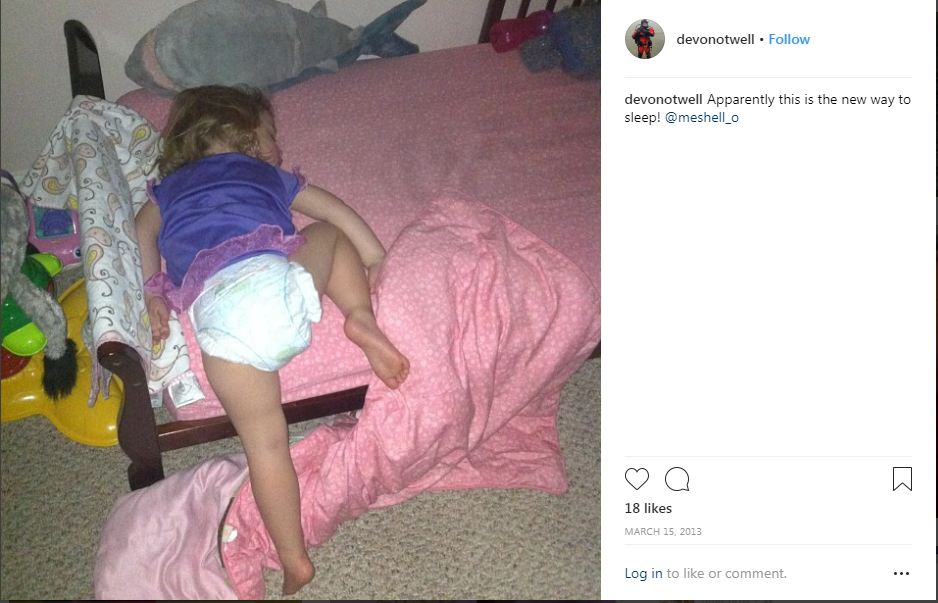 devonotwell • Follow
devonotwell Apparently this is the new way to
sleep! @meshell_o
18 likes
MARCH 15, 2013
Log in to like or comment.